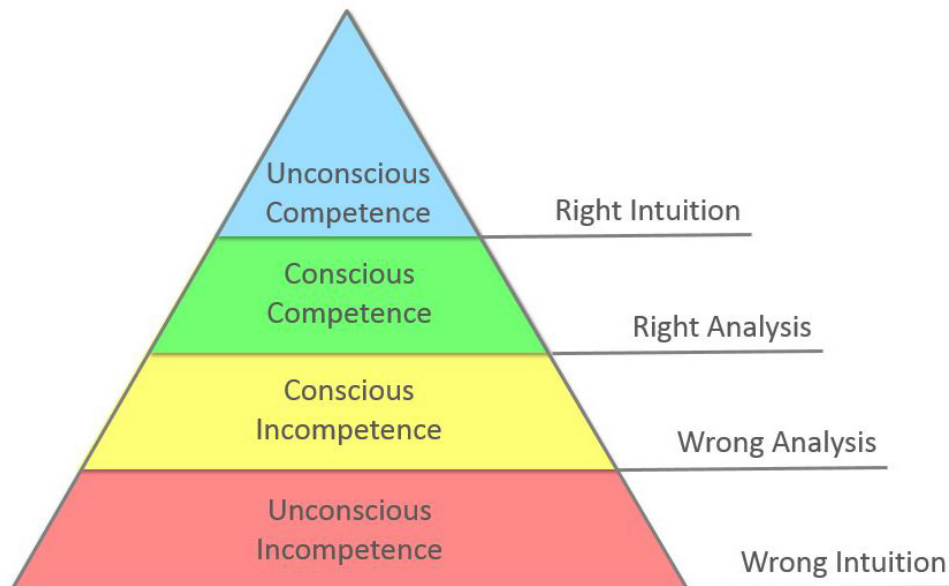 Unconscious
Competence
Right Intuition
Conscious
Competence
Right Analysis
Conscious
Incompetence
Wrong Analysis
Unconscious
Incompetence
Wrong Intuition